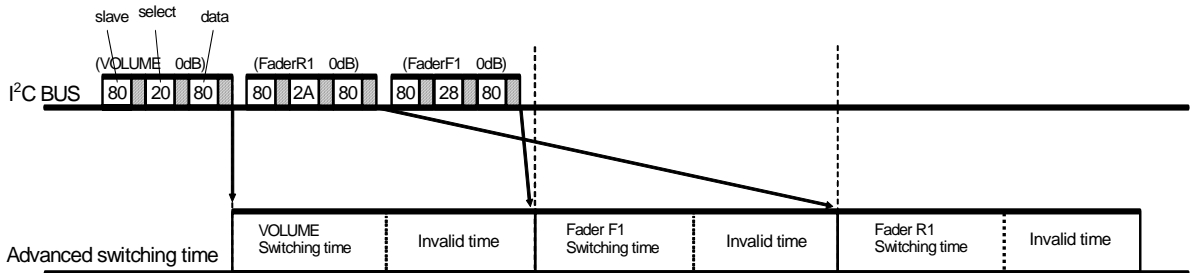 slave select data
(VOLUME 0dB) (FaderR1 0dB) (FaderF1 0dB)
I²C BUS 80 20 80 80 2A 80 80 28 80
VOLUME
Switching time
Invalid time
Fader F1
Switching time
Invalid time
Fader R1
Switching time
Invalid time
Advanced switching time